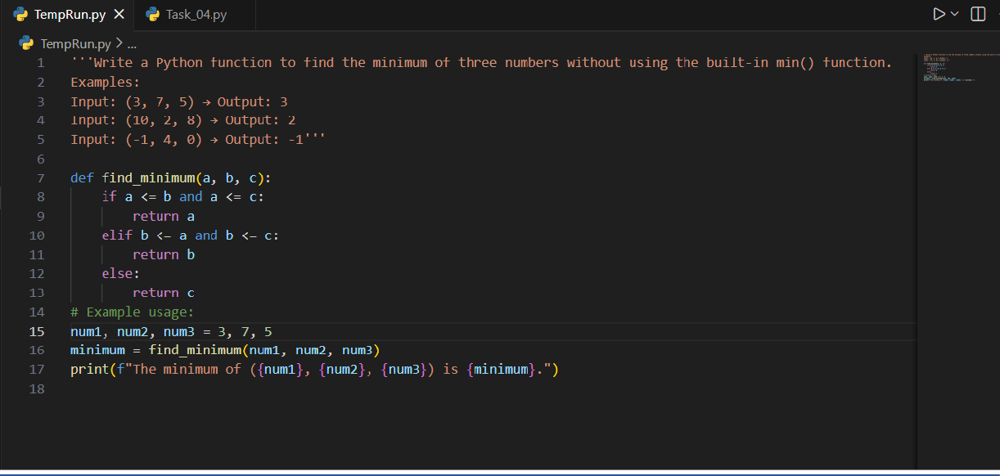 TempRun.py Task_04.py
TempRun.py > ...
1 '''Write a Python function to find the minimum of three numbers without using the built-in min() function.
2 Examples:
3 Input: (3, 7, 5) → Output: 3
4 Input: (10, 2, 8) → Output: 2
5 Input: (-1, 4, 0) → Output: -1'''
6
7 def find_minimum(a, b, c):
8     if a <= b and a <= c:
9         return a
10     elif b <= a and b <= c:
11         return b
12     else:
13         return c
14 # Example usage:
15 num1, num2, num3 = 3, 7, 5
16 minimum = find_minimum(num1, num2, num3)
17 print(f"The minimum of ({num1}, {num2}, {num3}) is {minimum}.")
18